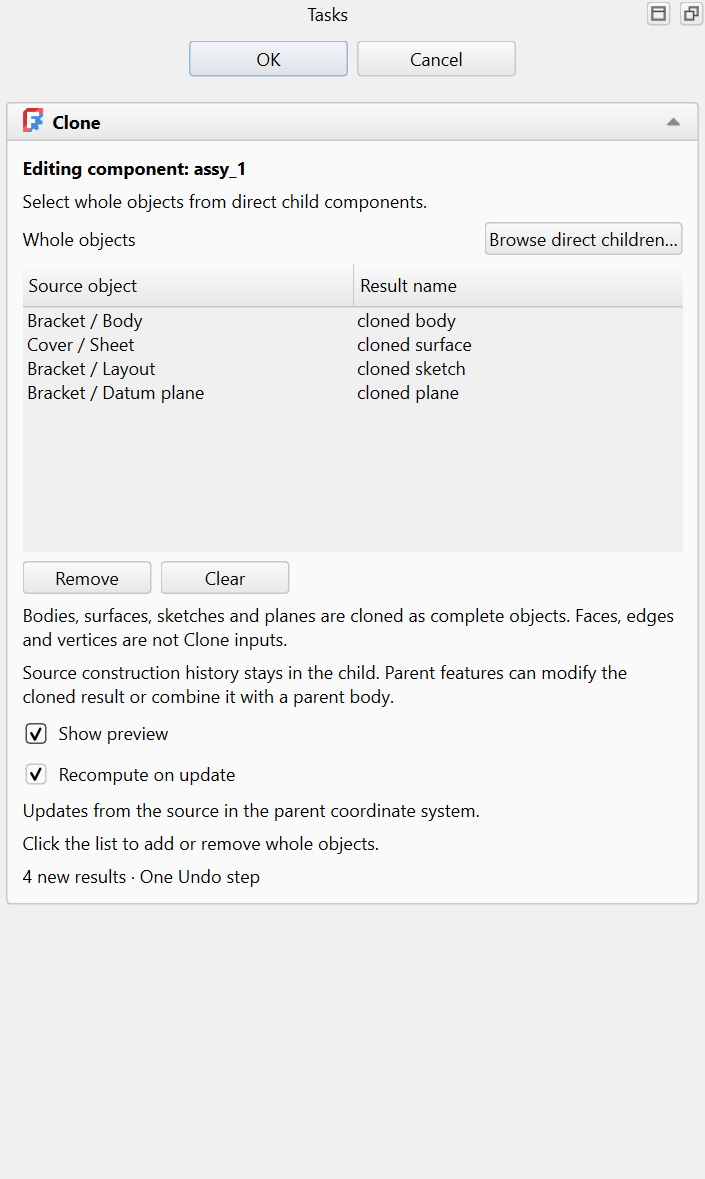 Tasks
OK
Cancel
Clone
Editing component: assy_1
Select whole objects from direct child components.
Whole objects
Browse direct children...
Source object
Result name
Bracket / Body
cloned body
Cover / Sheet
cloned surface
Bracket / Layout
cloned sketch
Bracket / Datum plane
cloned plane
Remove
Clear
Bodies, surfaces, sketches and planes are cloned as complete objects. Faces, edges
and vertices are not Clone inputs.
Source construction history stays in the child. Parent features can modify the
cloned result or combine it with a parent body.
Show preview
Recompute on update
Updates from the source in the parent coordinate system.
Click the list to add or remove whole objects.
4 new results · One Undo step